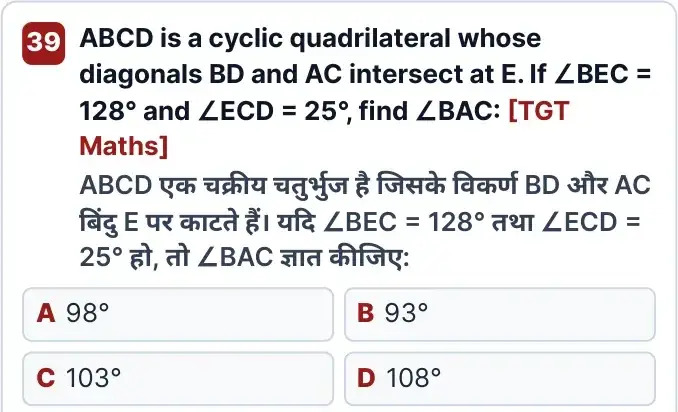 39 ABCD is a cyclic quadrilateral whose
diagonals BD and AC intersect at E. If ∠BEC =
128° and ∠ECD = 25°, find ∠BAC: [TGT
Maths]
ABCD एक चक्रीय चतुर्भुज है जिसके विकर्ण BD और AC
बिंदु E पर काटते हैं। यदि ∠BEC = 128° तथा ∠ECD =
25° हो, तो ∠BAC ज्ञात कीजिए:
A 98° B 93°
C 103° D 108°